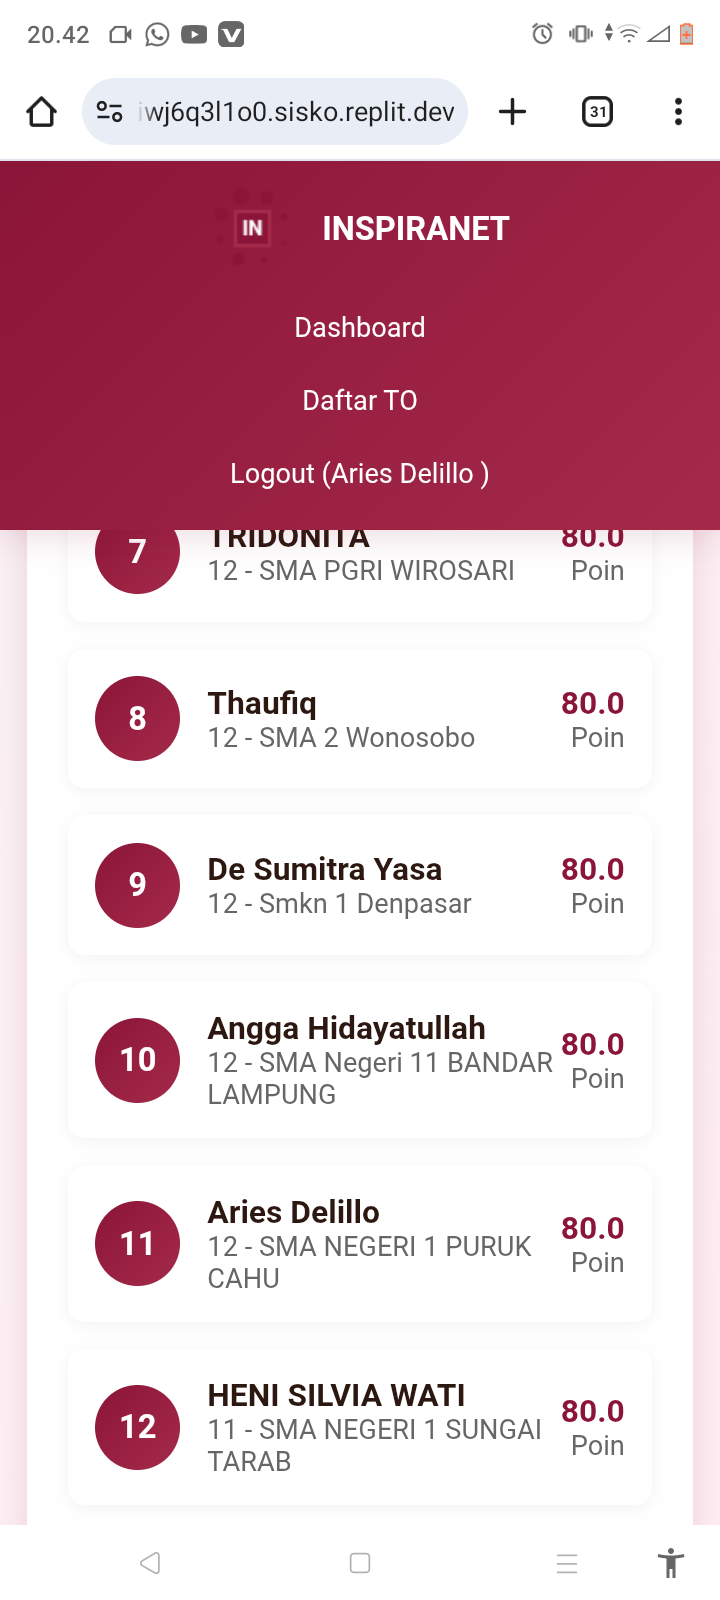 20.42
iwj6q3l1o0.sisko.replit.dev
31
IN
INSPIRANET
Dashboard
Daftar TO
Logout (Aries Delillo )
7
TRIDONITA
80.0
12 - SMA PGRI WIROSARI
Poin
8
Thaufiq
80.0
12 - SMA 2 Wonosobo
Poin
9
De Sumitra Yasa
80.0
12 - Smkn 1 Denpasar
Poin
10
Angga Hidayatullah
80.0
12 - SMA Negeri 11 BANDAR
LAMPUNG
Poin
11
Aries Delillo
80.0
12 - SMA NEGERI 1 PURUK
CAHU
Poin
12
HENI SILVIA WATI
80.0
11 - SMA NEGERI 1 SUNGAI
TARAB
Poin